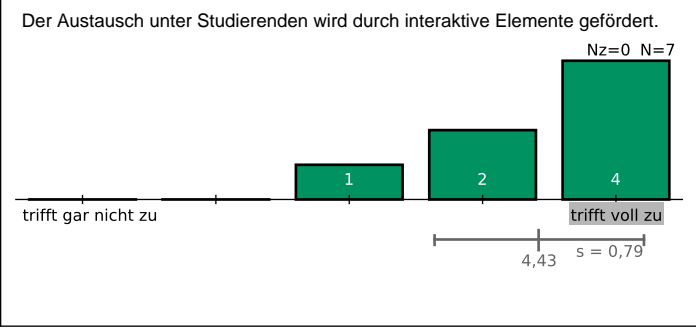 Der Austausch unter Studierenden wird durch interaktive Elemente gefördert.
Nz=0 N=7
1 2 4
trifft gar nicht zu trifft voll zu
4,43 s = 0,79